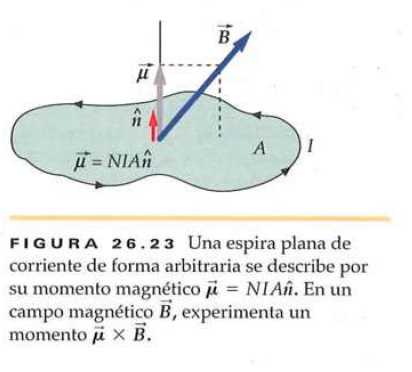 B⃗
μ⃗
n̂
μ⃗ = NIAn̂
A
I
FIGURA 26.23 Una espira plana de
corriente de forma arbitraria se describe por
su momento magnético μ⃗ = NIAn̂. En un
campo magnético B⃗, experimenta un
momento μ⃗ × B⃗.